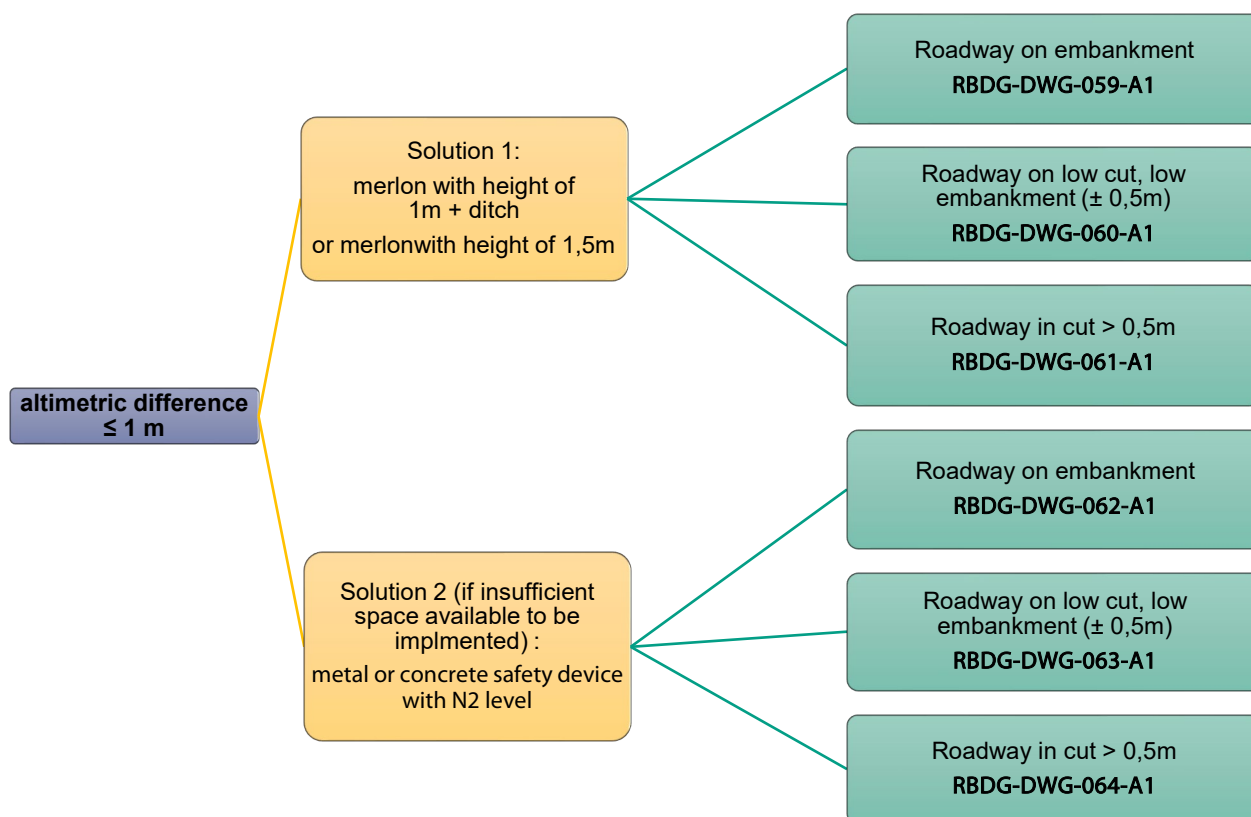 altimetric difference
≤ 1 m
Solution 1:
merlon with height of
1m + ditch
or merlonwith height of 1,5m
Roadway on embankment
RBDG-DWG-059-A1
Roadway on low cut, low
embankment (± 0,5m)
RBDG-DWG-060-A1
Roadway in cut > 0,5m
RBDG-DWG-061-A1
Solution 2 (if insufficient
space available to be
implmented) :
metal or concrete safety device
with N2 level
Roadway on embankment
RBDG-DWG-062-A1
Roadway on low cut, low
embankment (± 0,5m)
RBDG-DWG-063-A1
Roadway in cut > 0,5m
RBDG-DWG-064-A1